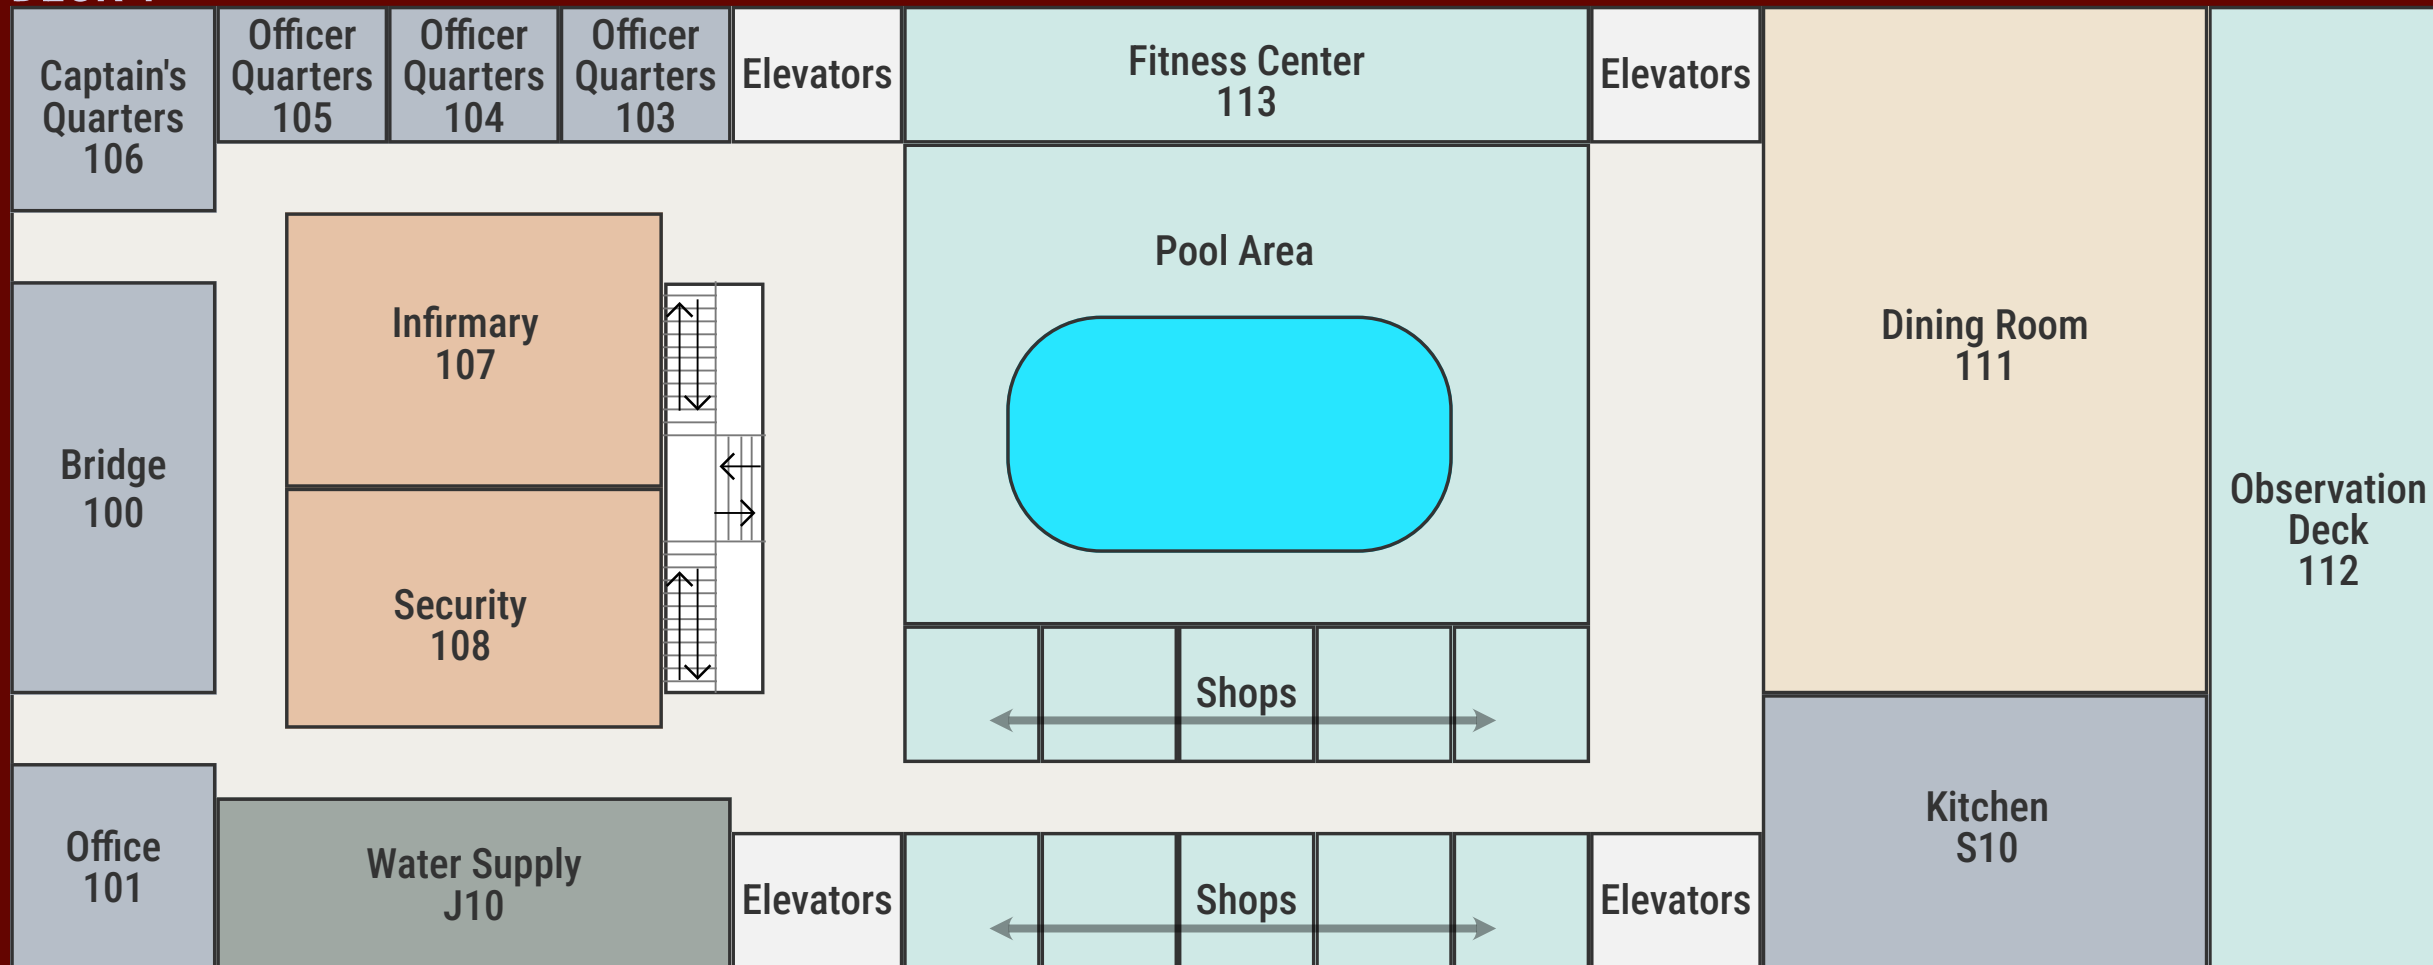 Captain's
Quarters
106
Officer
Quarters
105
Officer
Quarters
104
Officer
Quarters
103
Elevators
Fitness Center
113
Elevators
Pool Area
Infirmary
107
Dining Room
111
Bridge
100
Observation
Deck
112
Security
108
Shops
Kitchen
S10
Office
101
Water Supply
J10
Elevators
Shops
Elevators